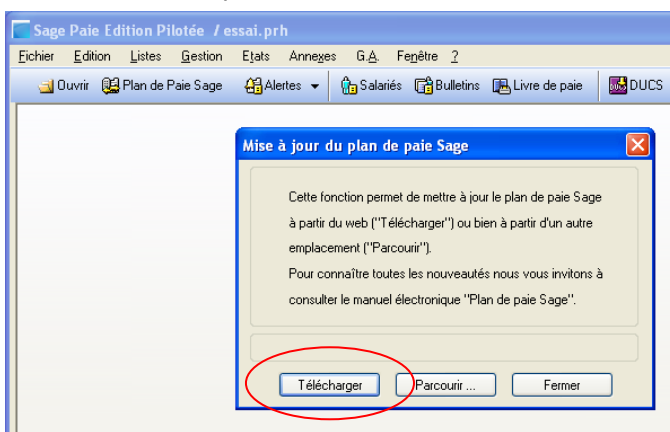 Sage Paie Edition Pilotée / essai.prh
Fichier Edition Listes Gestion Etats Annexes G.A. Fenêtre ?
Ouvrir Plan de Paie Sage Alertes Salariés Bulletins Livre de paie DUCS
Mise à jour du plan de paie Sage
Cette fonction permet de mettre à jour le plan de paie Sage
à partir du web ("Télécharger") ou bien à partir d'un autre
emplacement ("Parcourir").
Pour connaître toutes les nouveautés nous vous invitons à
consulter le manuel électronique "Plan de paie Sage".
Télécharger Parcourir ... Fermer